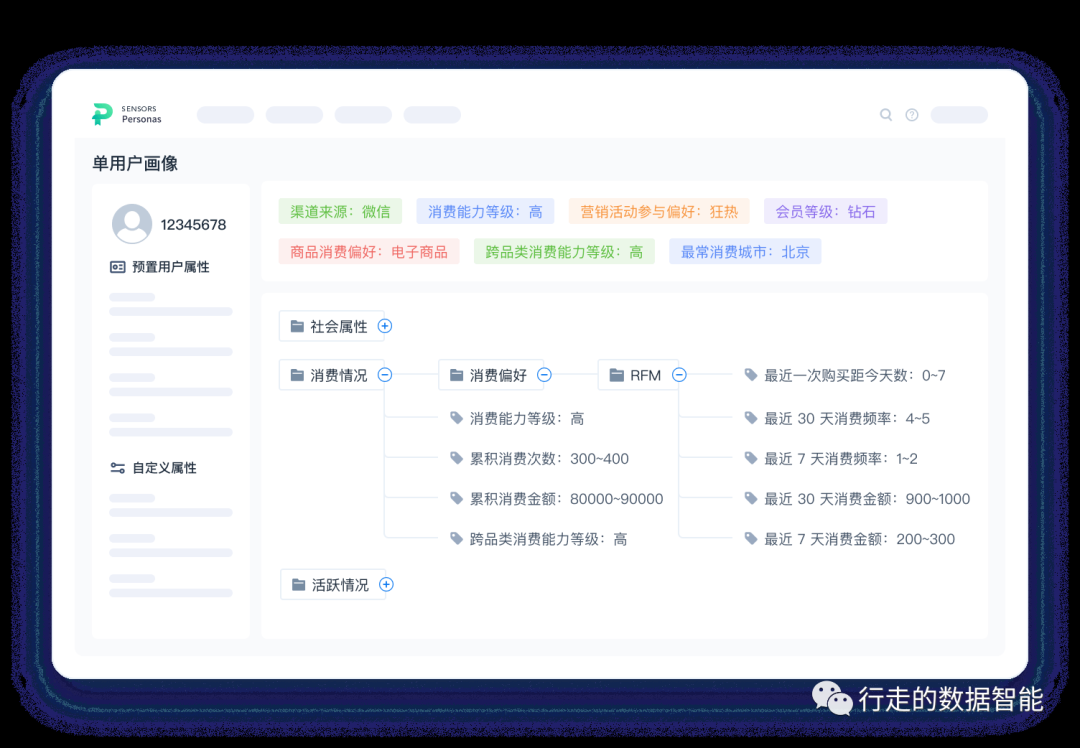 SENSORS
Personas
单用户画像
12345678
预置用户属性
自定义属性
渠道来源：微信 消费能力等级：高 营销活动参与偏好：狂热 会员等级：钻石
商品消费偏好：电子商品 跨品类消费能力等级：高 最常消费城市：北京
社会属性
消费情况 消费偏好 RFM 最近一次购买距今天数：0~7
消费能力等级：高 最近 30 天消费频率：4~5
累积消费次数：300~400 最近 7 天消费频率：1~2
累积消费金额：80000~90000 最近 30 天消费金额：900~1000
跨品类消费能力等级：高 最近 7 天消费金额：200~300
活跃情况
行走的数据智能